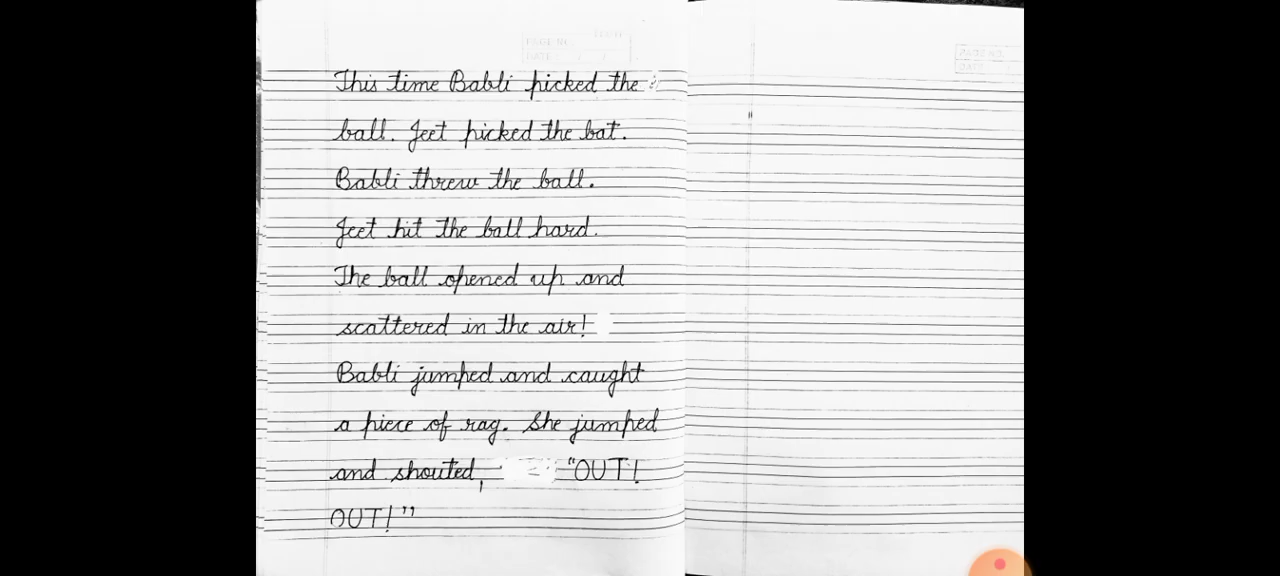 This time Babli picked the
ball. Jeet picked the bat.
Babli threw the ball.
Jeet hit the ball hard.
The ball opened up and
scattered in the air!
Babli jumped and caught
a piece of rag. She jumped
and shouted, "OUT!
OUT!"